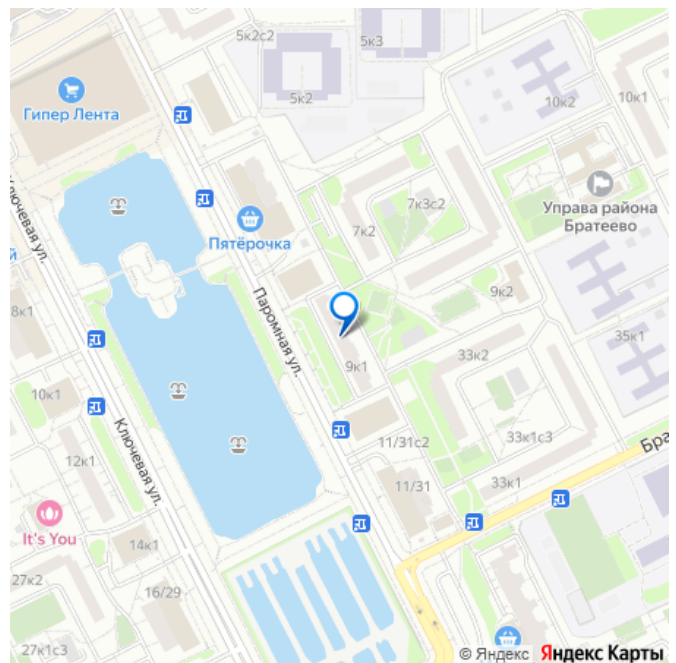 5к2с2
5к3
5к2
10к2
10к1
Гипер Лента
Управа района
Братеево
7к3с2
7к2
Пятёрочка
Ключевая ул.
й
Паромная ул.
9к2
8к1
35к1
33к2
9к1
10к1
11/31с2
33к1с3
Бра
Ключевая ул.
12к1
11/31
33к1
It's You
14к1
27к2
16/29
27к1с3
© Яндекс Яндекс Карты